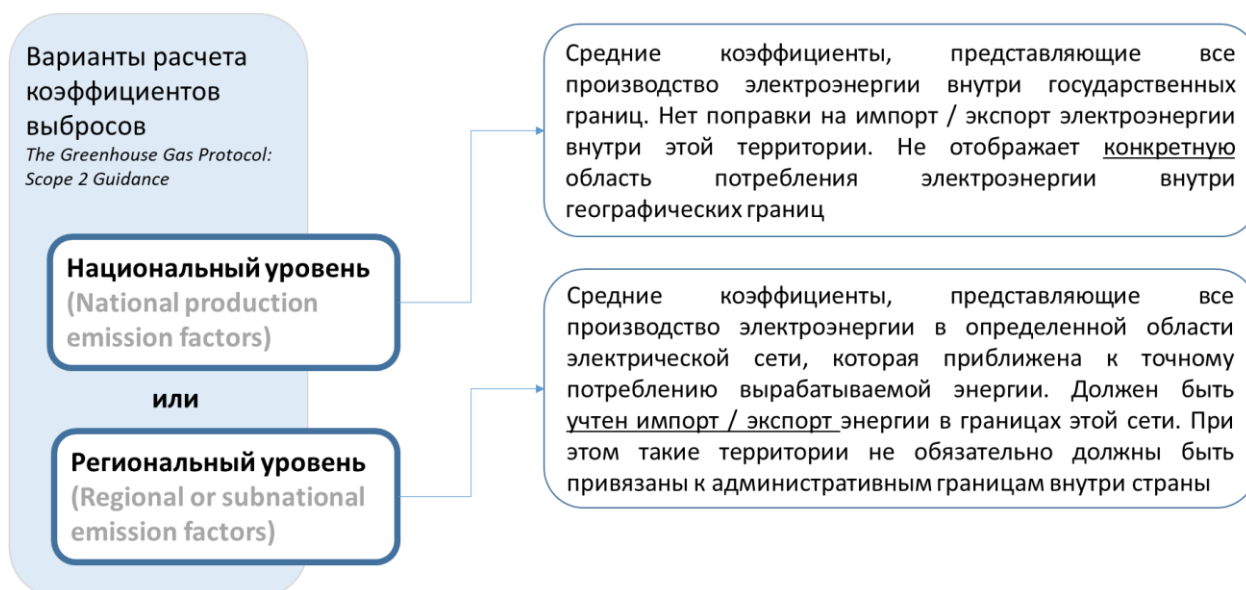 Варианты расчета
коэффициентов
выбросов
The Greenhouse Gas Protocol:
Scope 2 Guidance
Национальный уровень
(National production
emission factors)
или
Региональный уровень
(Regional or subnational
emission factors)
Средние коэффициенты, представляющие все
производство электроэнергии внутри государственных
границ. Нет поправки на импорт / экспорт электроэнергии
внутри этой территории. Не отображает конкретную
область потребления электроэнергии внутри
географических границ
Средние коэффициенты, представляющие все
производство электроэнергии в определенной области
электрической сети, которая приближена к точному
потреблению вырабатываемой энергии. Должен быть
учтен импорт / экспорт энергии в границах этой сети. При
этом такие территории не обязательно должны быть
привязаны к административным границам внутри страны